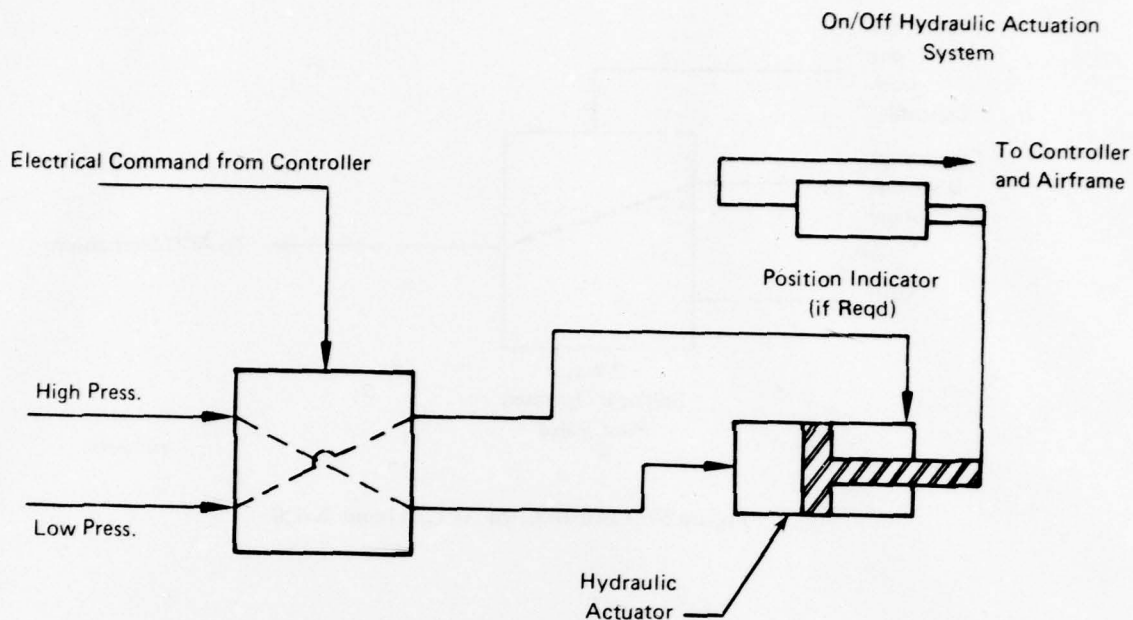 On/Off Hydraulic Actuation
System
Electrical Command from Controller
To Controller
and Airframe
Position Indicator
(if Reqd)
High Press.
Low Press.
Hydraulic
Actuator